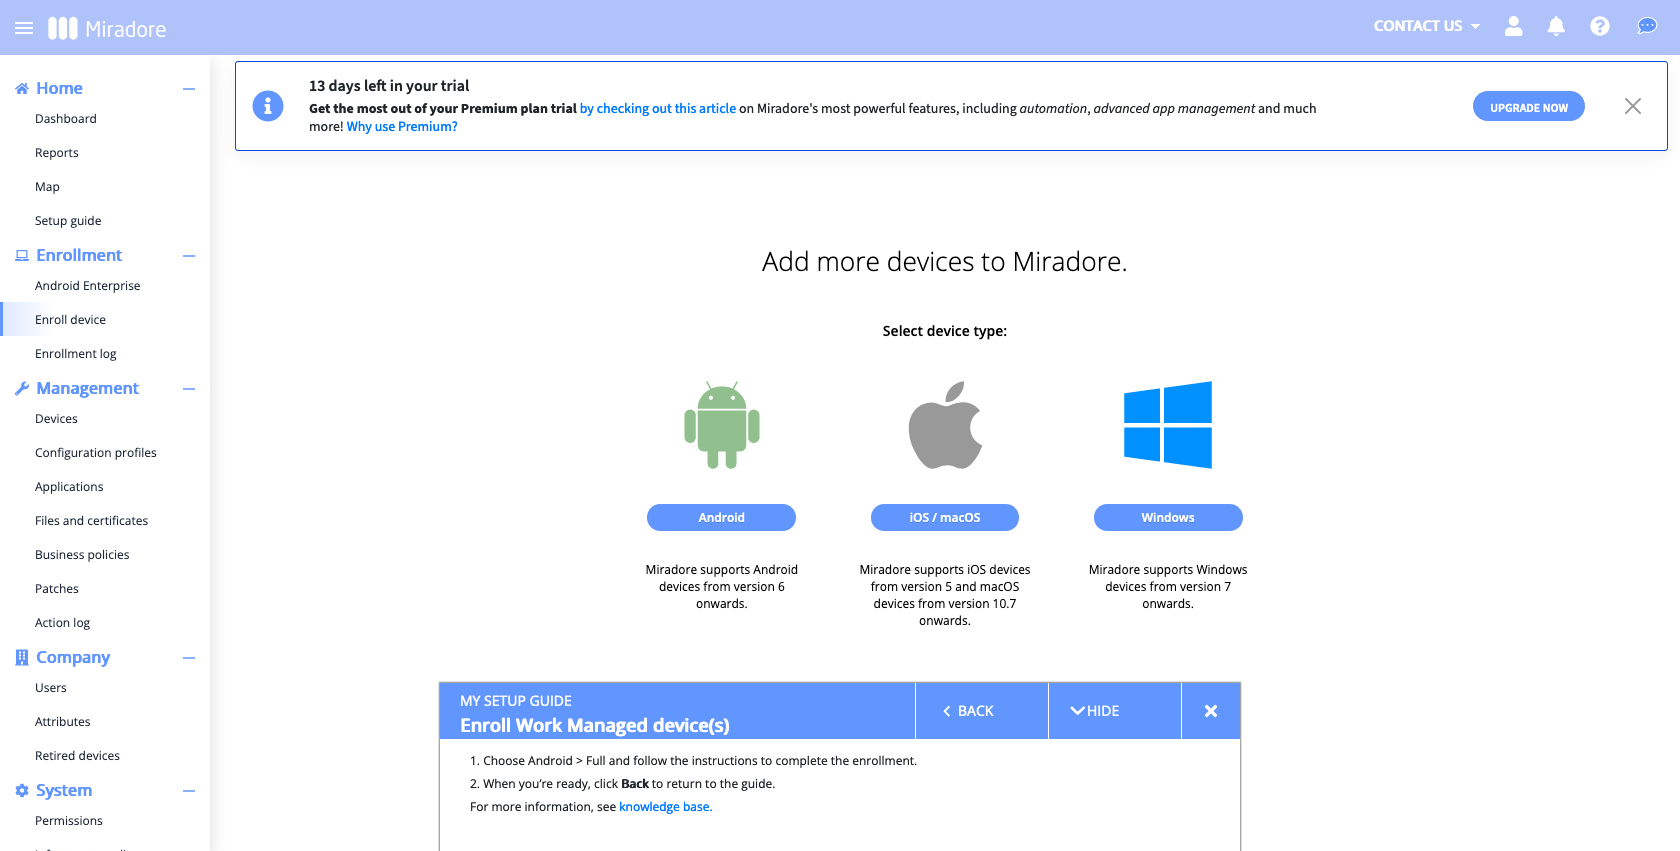 Miradore
CONTACT US
Home
Dashboard
Reports
Map
Setup guide
Enrollment
Android Enterprise
Enroll device
Enrollment log
Management
Devices
Configuration profiles
Applications
Files and certificates
Business policies
Patches
Action log
Company
Users
Attributes
Retired devices
System
Permissions
13 days left in your trial
Get the most out of your Premium plan trial by checking out this article on Miradore's most powerful features, including automation, advanced app management and much
more! Why use Premium?
UPGRADE NOW
Add more devices to Miradore.
Select device type:
Android
Miradore supports Android
devices from version 6
onwards.
iOS / macOS
Miradore supports iOS devices
from version 5 and macOS
devices from version 10.7
onwards.
Windows
Miradore supports Windows
devices from version 7
onwards.
MY SETUP GUIDE
Enroll Work Managed device(s)
BACK
HIDE
1. Choose Android > Full and follow the instructions to complete the enrollment.
2. When you're ready, click Back to return to the guide.
For more information, see knowledge base.